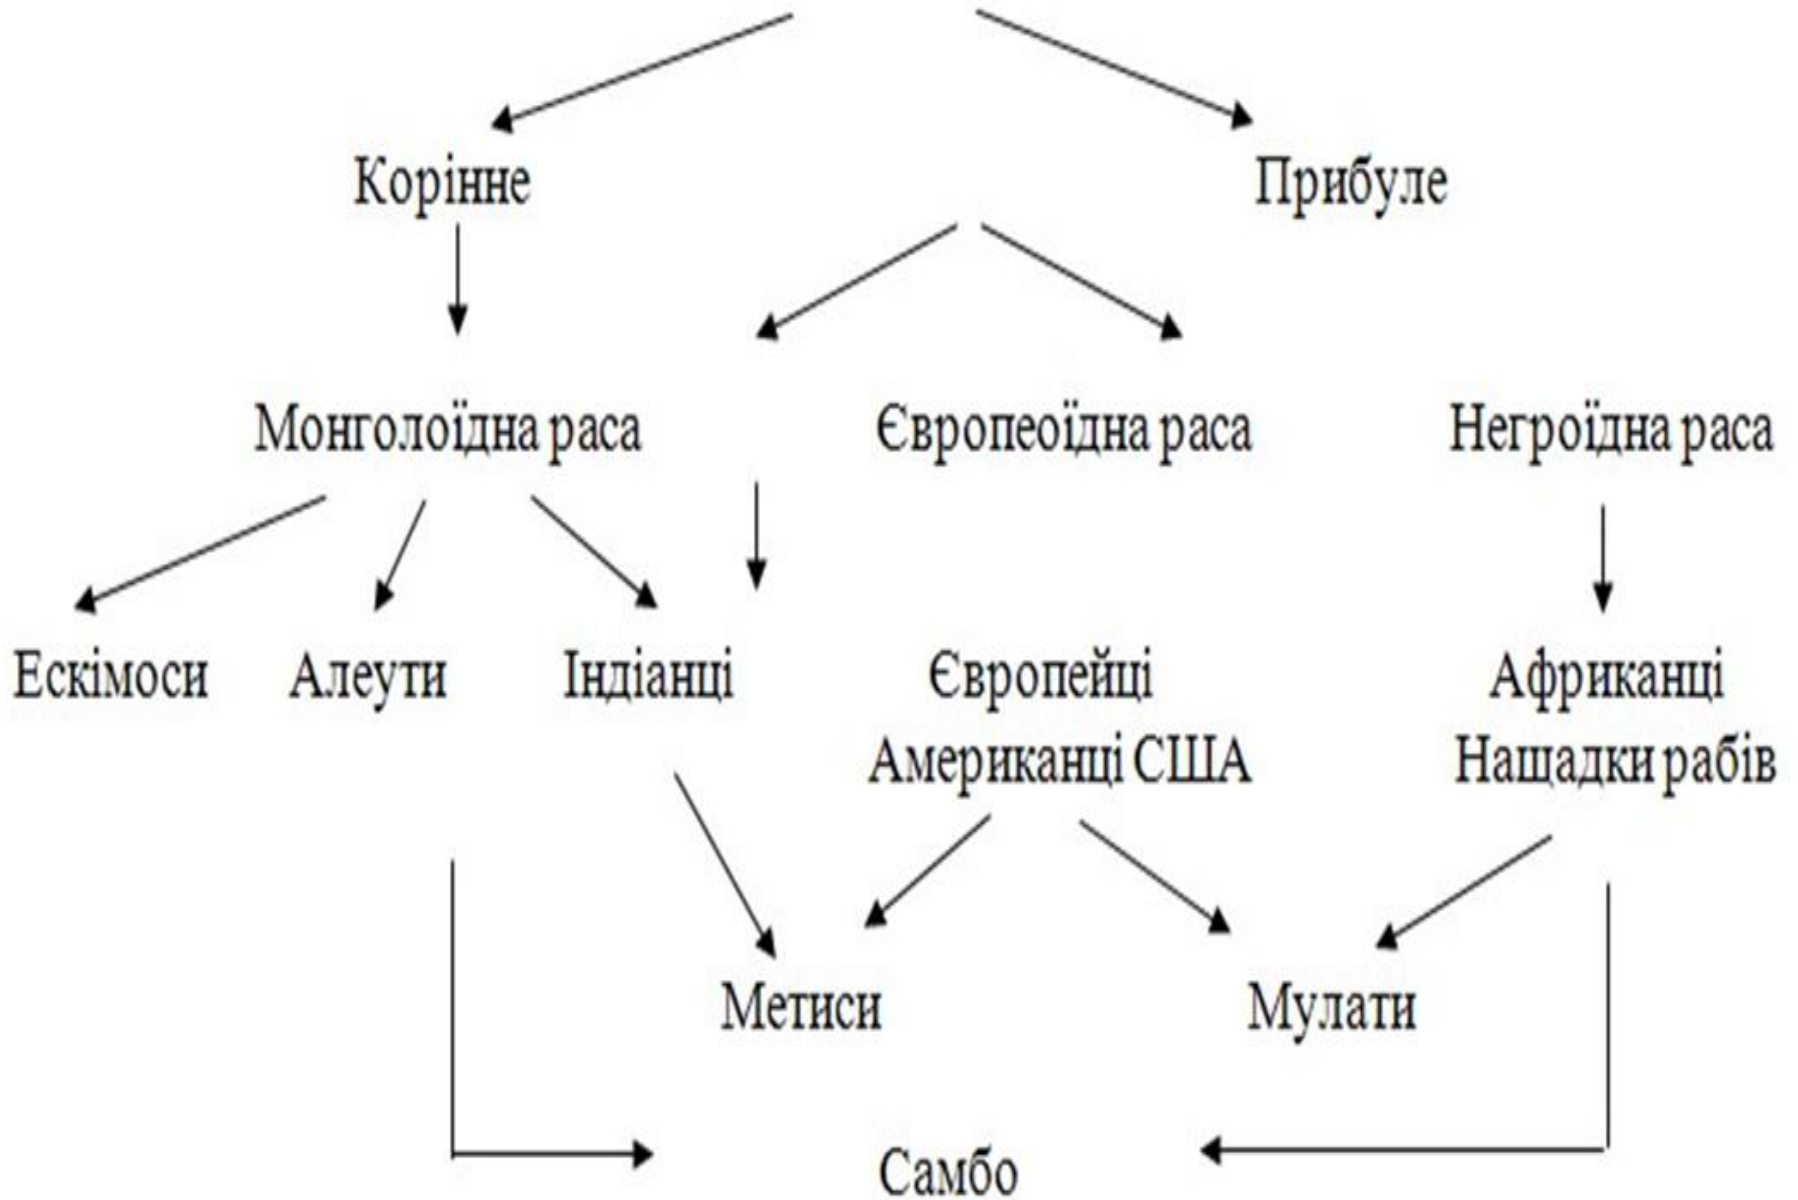 Корінне
Прибуле
Монголоїдна раса
Європеоїдна раса
Негроїдна раса
Ескімоси
Алеути
Індіанці
Європейці
Американці США
Африканці
Нащадки рабів
Метиси
Мулати
Самбо